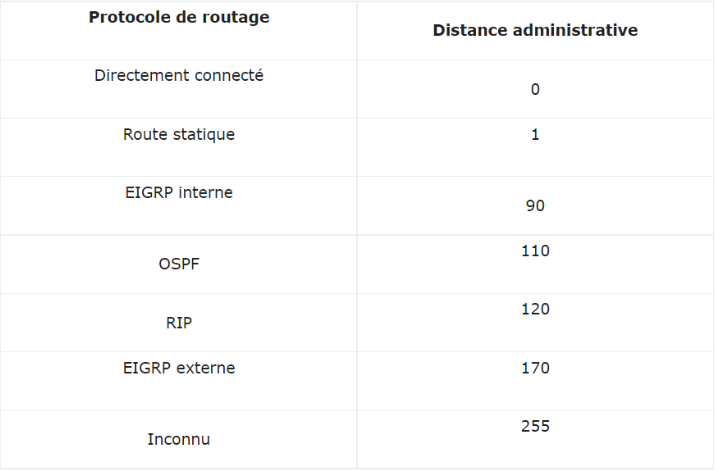 Protocole de routage
Distance administrative
Directement connecté
0
Route statique
1
EIGRP interne
90
OSPF
110
RIP
120
EIGRP externe
170
Inconnu
255